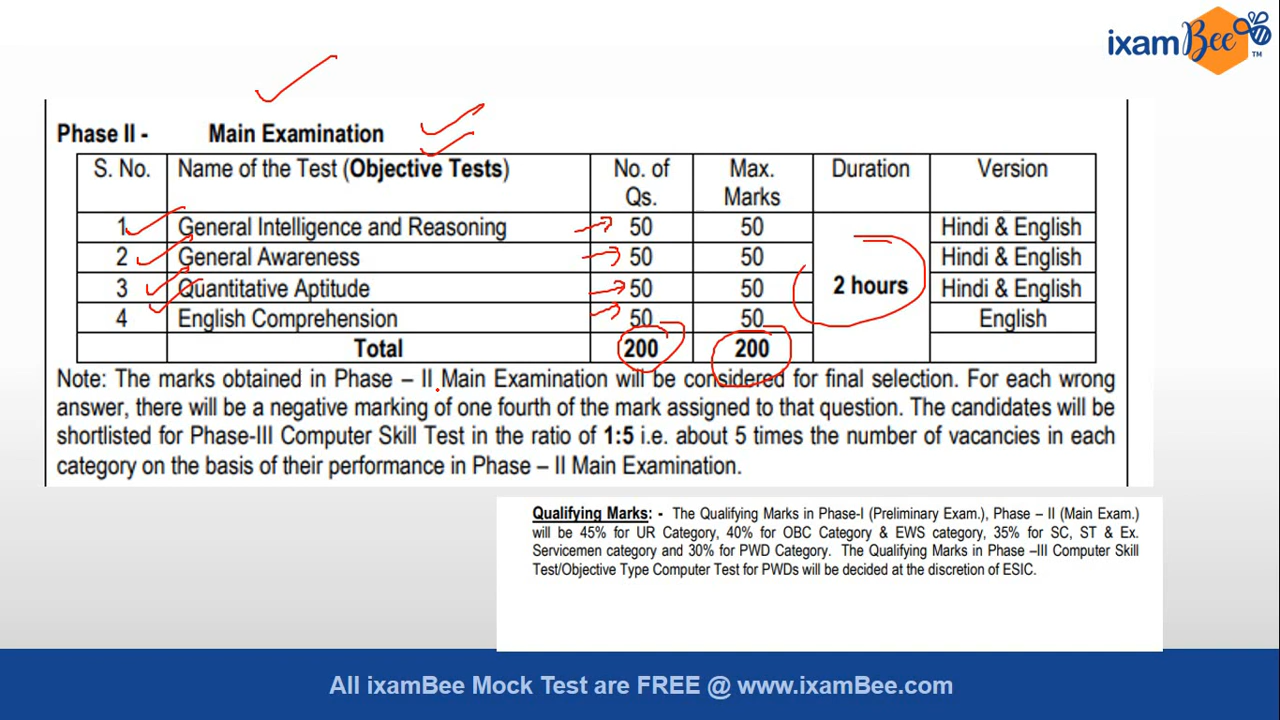 ixamBee
TM
Phase II - Main Examination
S. No. Name of the Test (Objective Tests) No. of Qs. Max. Marks Duration Version
1 General Intelligence and Reasoning 50 50 2 hours Hindi & English
2 General Awareness 50 50 Hindi & English
3 Quantitative Aptitude 50 50 Hindi & English
4 English Comprehension 50 50 English
Total 200 200
Note: The marks obtained in Phase – II Main Examination will be considered for final selection. For each wrong
answer, there will be a negative marking of one fourth of the mark assigned to that question. The candidates will be
shortlisted for Phase-III Computer Skill Test in the ratio of 1:5 i.e. about 5 times the number of vacancies in each
category on the basis of their performance in Phase – II Main Examination.
Qualifying Marks: - The Qualifying Marks in Phase-I (Preliminary Exam.), Phase – II (Main Exam.)
will be 45% for UR Category, 40% for OBC Category & EWS category, 35% for SC, ST & Ex.
Servicemen category and 30% for PWD Category. The Qualifying Marks in Phase –III Computer Skill
Test/Objective Type Computer Test for PWDs will be decided at the discretion of ESIC.
All ixamBee Mock Test are FREE @ www.ixamBee.com